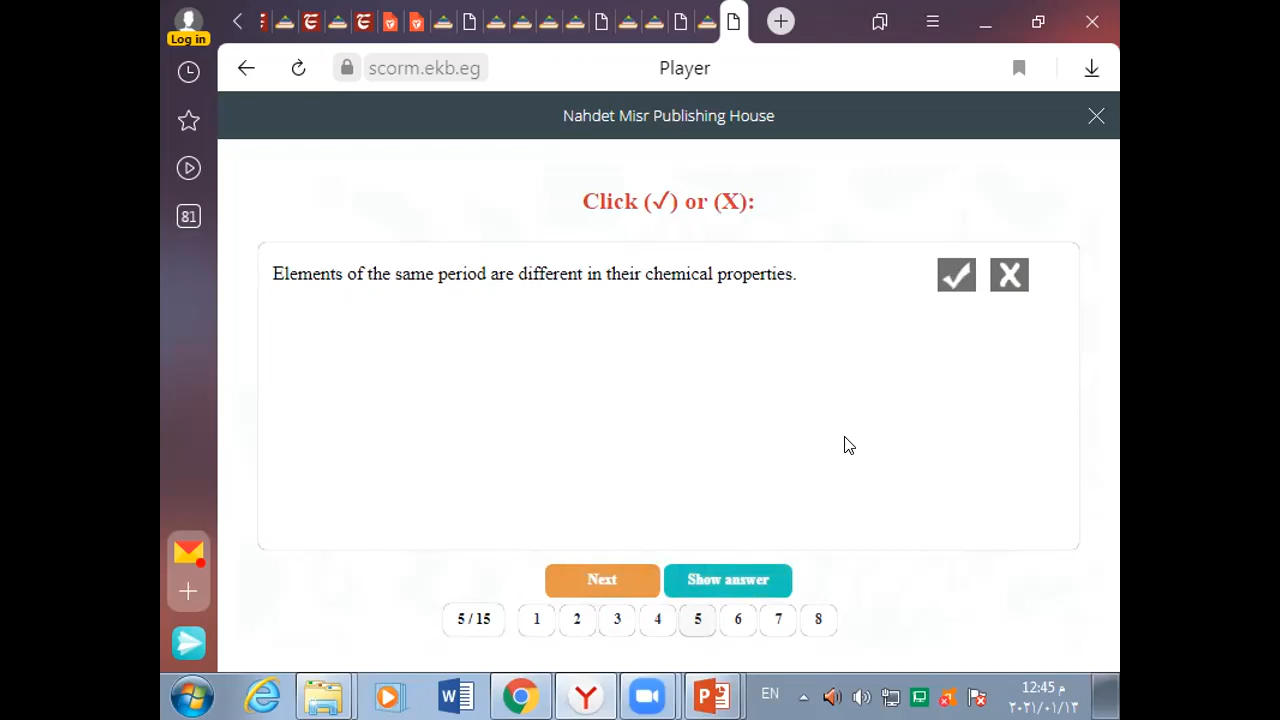 Log in
scorm.ekb.eg
Player
81
Nahdet Misr Publishing House
Click (✓) or (X):
Elements of the same period are different in their chemical properties.
Next
Show answer
5 / 15
1
2
3
4
5
6
7
8
EN
12:45 م
٢٠٢١/٠١/١٣